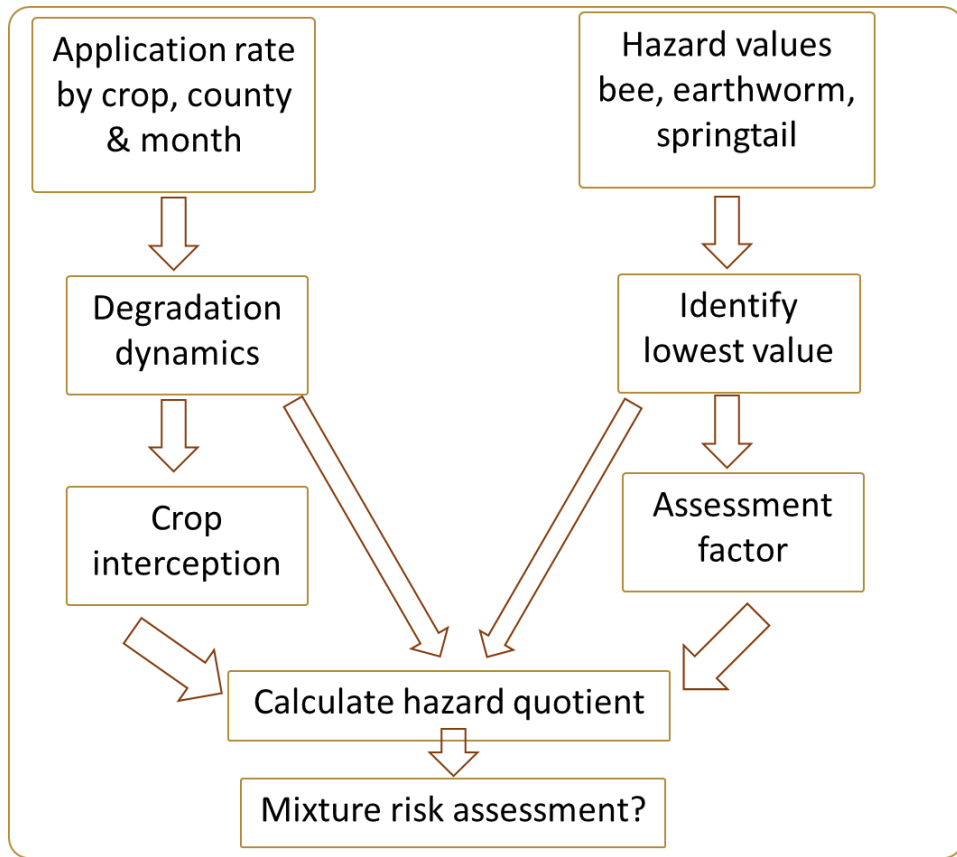 Application rate
by crop, county
& month
Hazard values
bee, earthworm,
springtail
Degradation
dynamics
Identify
lowest value
Crop
interception
Assessment
factor
Calculate hazard quotient
Mixture risk assessment?